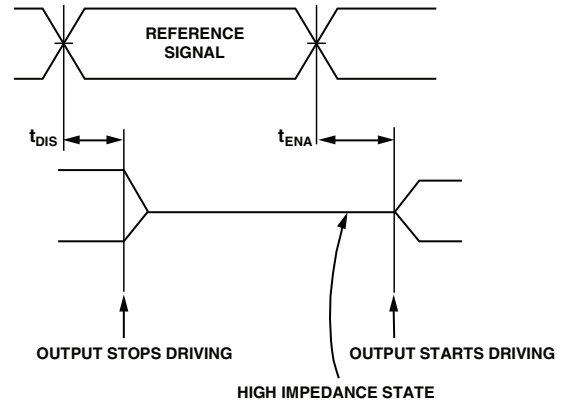 REFERENCE
SIGNAL
tDIS
tENA
OUTPUT STOPS DRIVING
OUTPUT STARTS DRIVING
HIGH IMPEDANCE STATE